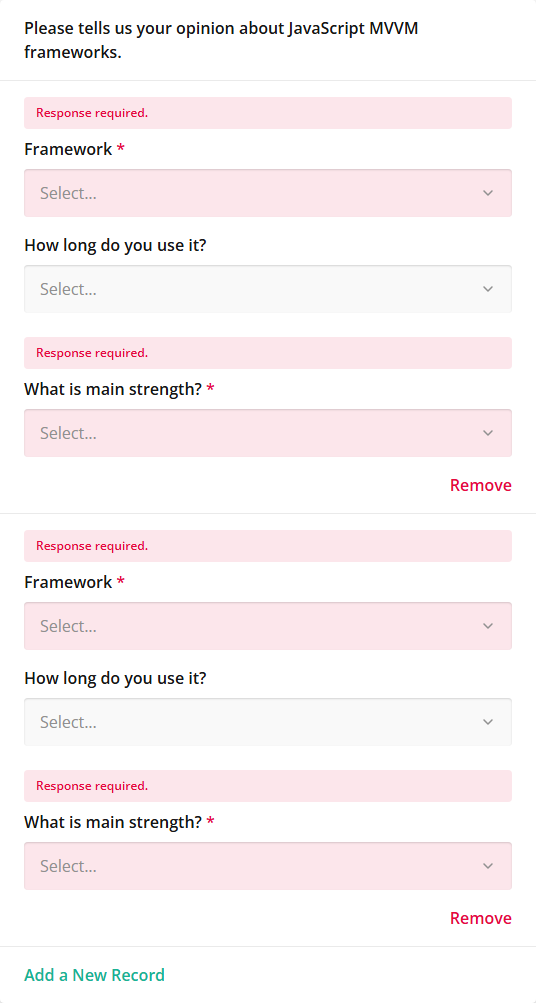 Please tells us your opinion about JavaScript MVVM
frameworks.
Response required.
Framework *
Select...
How long do you use it?
Select...
Response required.
What is main strength? *
Select...
Remove
Response required.
Framework *
Select...
How long do you use it?
Select...
Response required.
What is main strength? *
Select...
Remove
Add a New Record